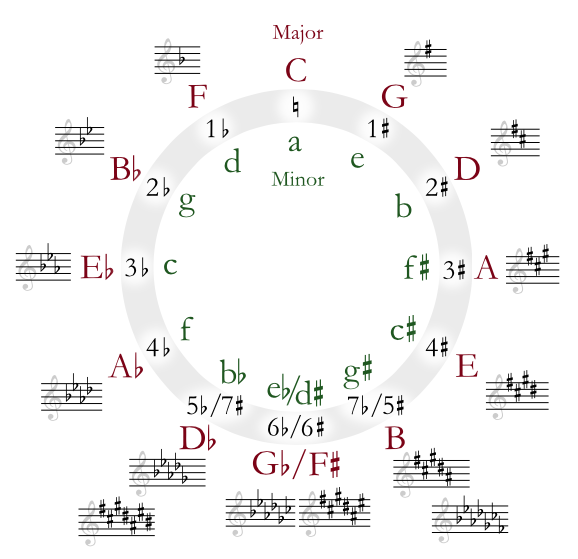 Major
C
F
G
♮
1♭
1♯
a
d
e
B♭
D
Minor
2♭
2♯
g
b
E♭
3♭
c
f♯
3♯
A
f
c♯
4♭
4♯
A♭
E
b♭
g♯
e♭/d♯
5♭/7♯
7♭/5♯
6♭/6♯
D♭
B
G♭/F♯